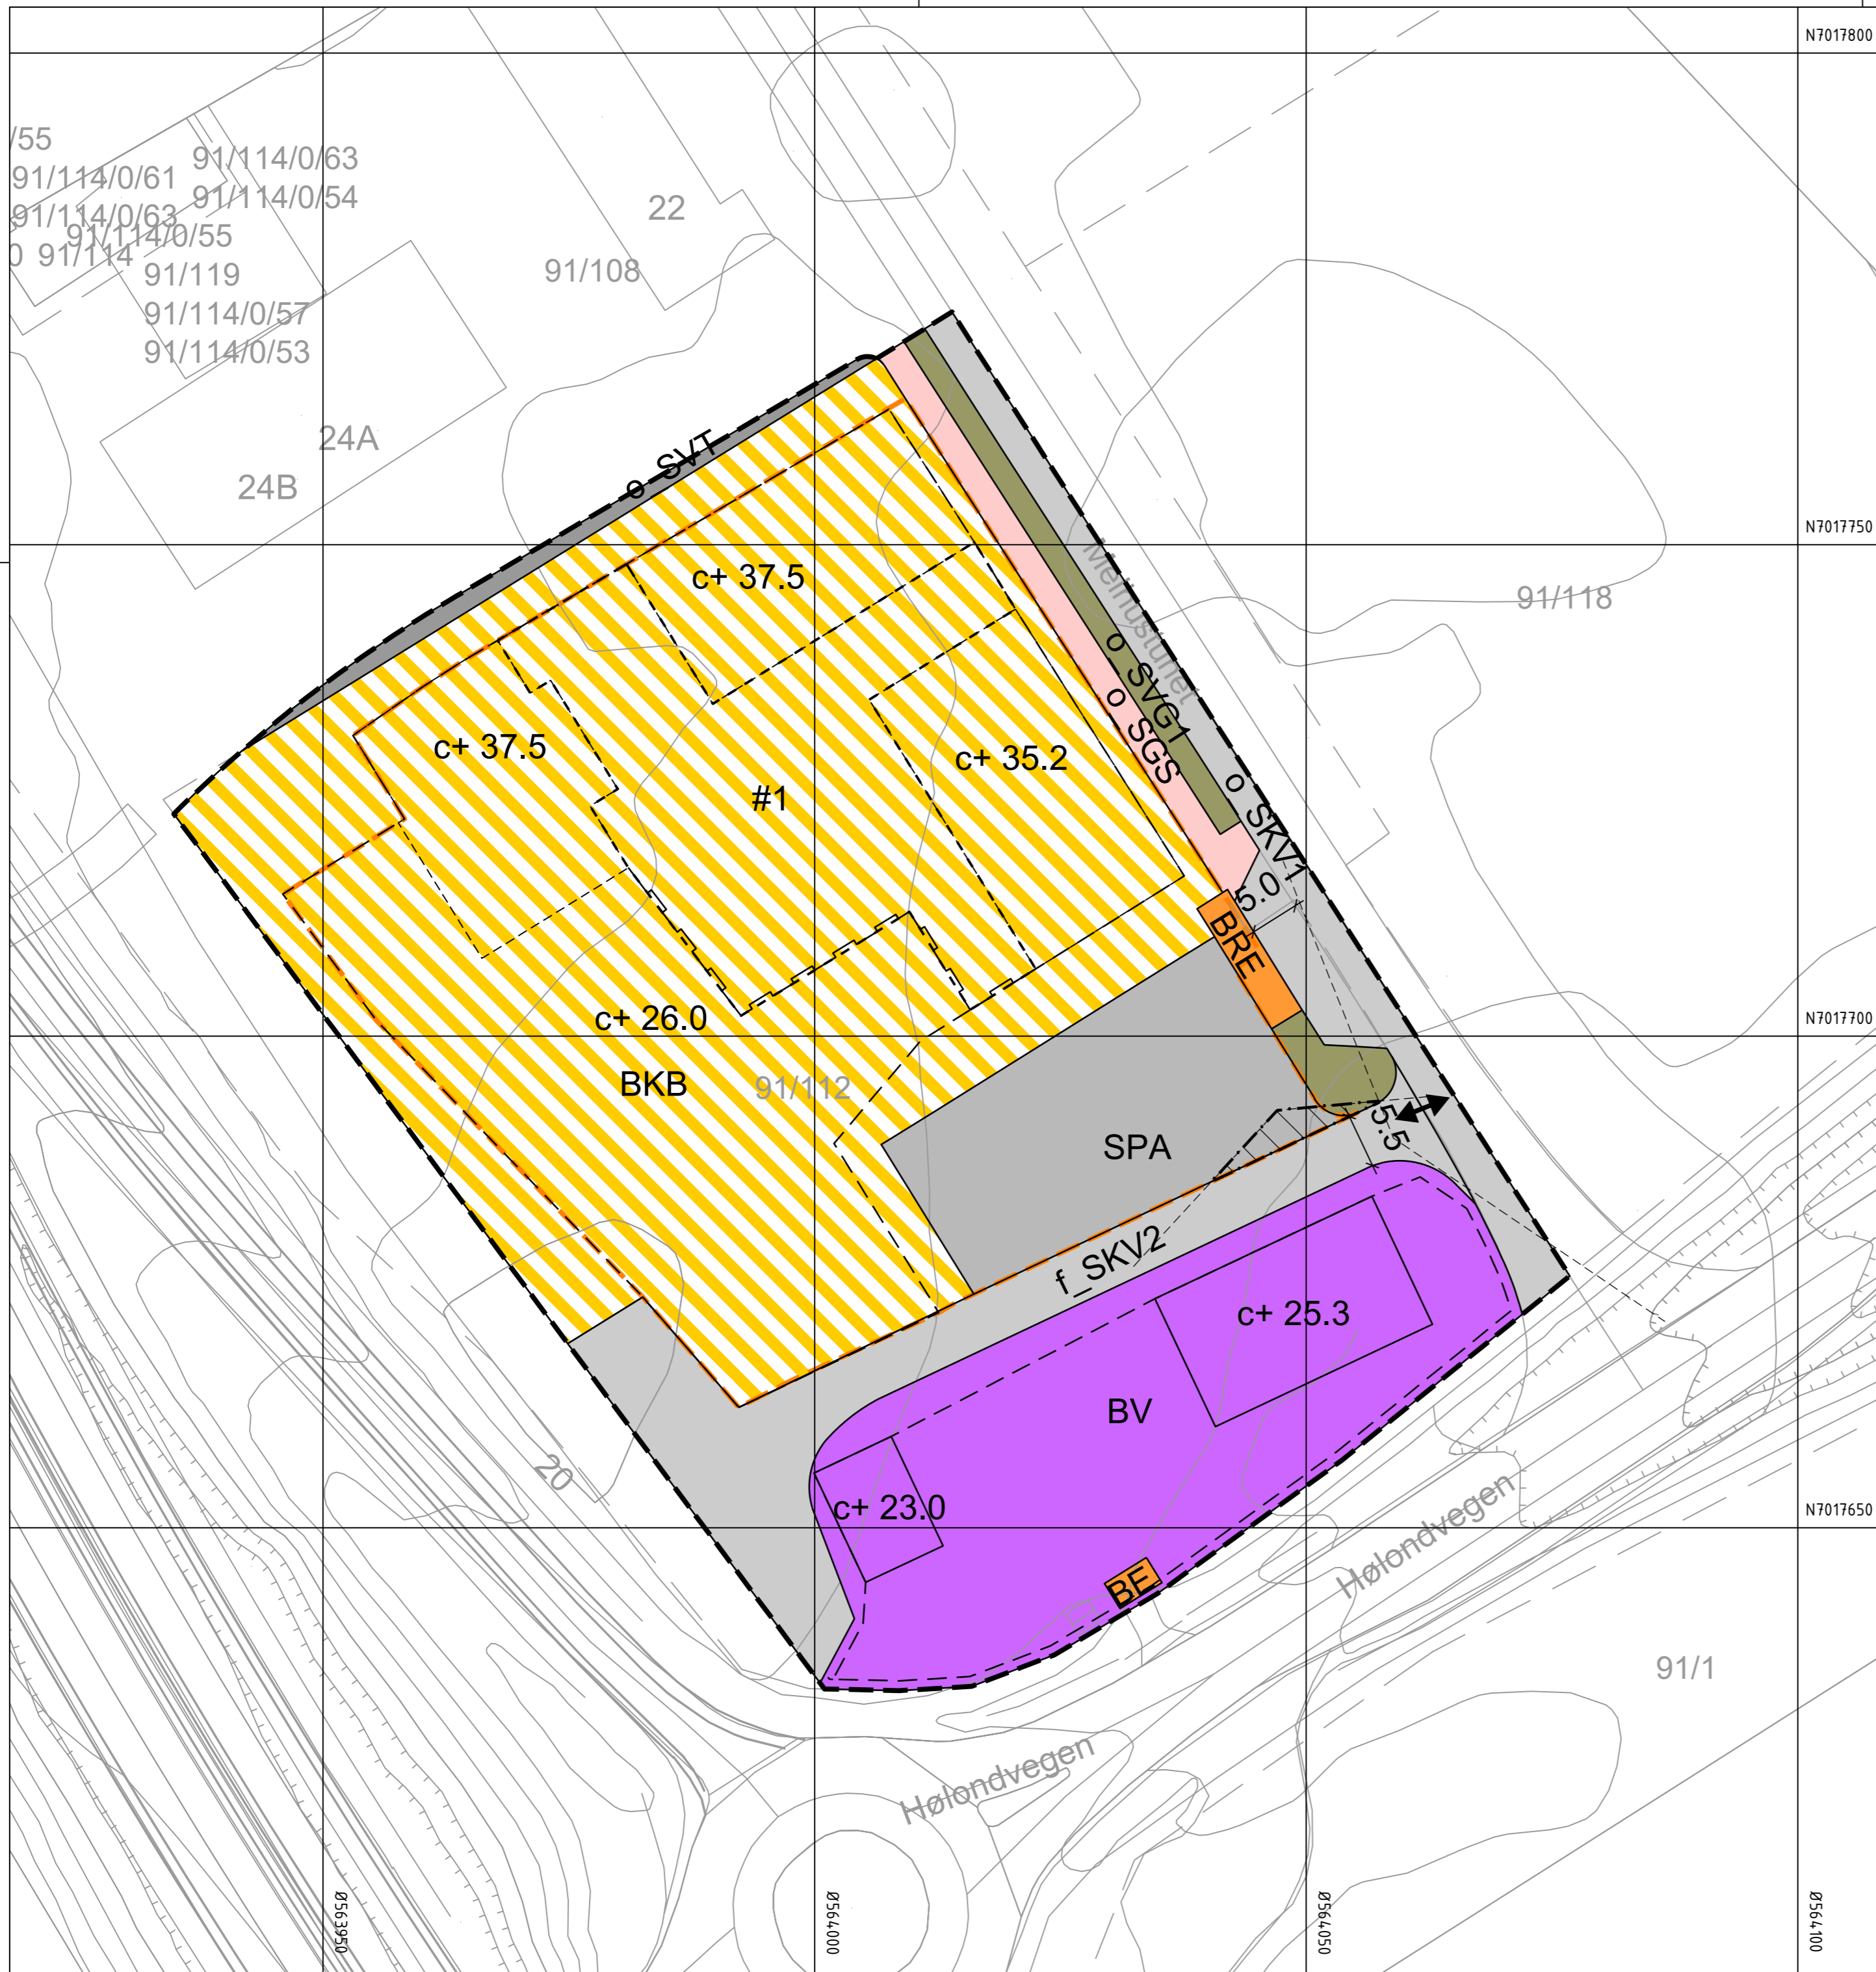 N7017800
/55
91/114/0/63
91/114/0/61
91/114/0/54
91/114/0/63
91/114/0/55
0 91/114
91/119
91/114/0/57
91/114/0/53
22
91/108
24A
24B
o_SVT
N7017750
c+ 37.5
Melhustunet
91/118
o_SVG1
o_SGS
c+ 37.5
c+ 35.2
#1
o_SKV1
5.0
BRE
c+ 26.0
N7017700
BKB
91/112
SPA
5.5
f_SKV2
c+ 25.3
BV
20
c+ 23.0
N7017650
Hølondvegen
BE
91/1
Hølondvegen
Ø563950
Ø564000
Ø564050
Ø564100